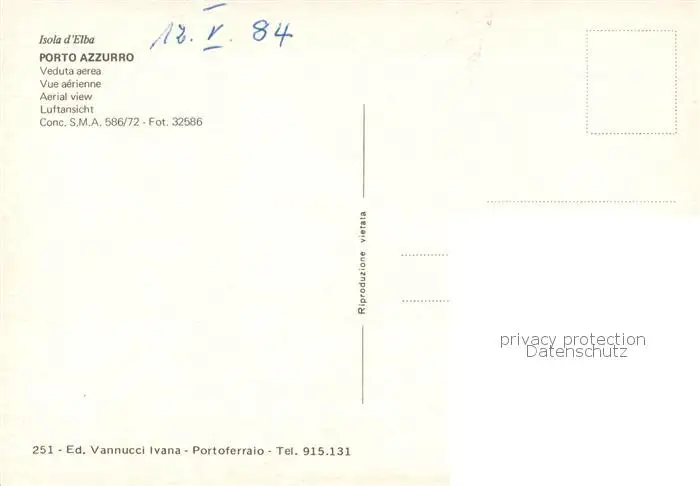 12. V. 84
Isola d'Elba
PORTO AZZURRO
Veduta aerea
Vue aérienne
Aerial view
Luftansicht
Conc. S.M.A. 586/72 - Fot. 32586
Riproduzione vietata
privacy protection
Datenschutz
251 - Ed. Vannucci Ivana - Portoferraio - Tel. 915.131